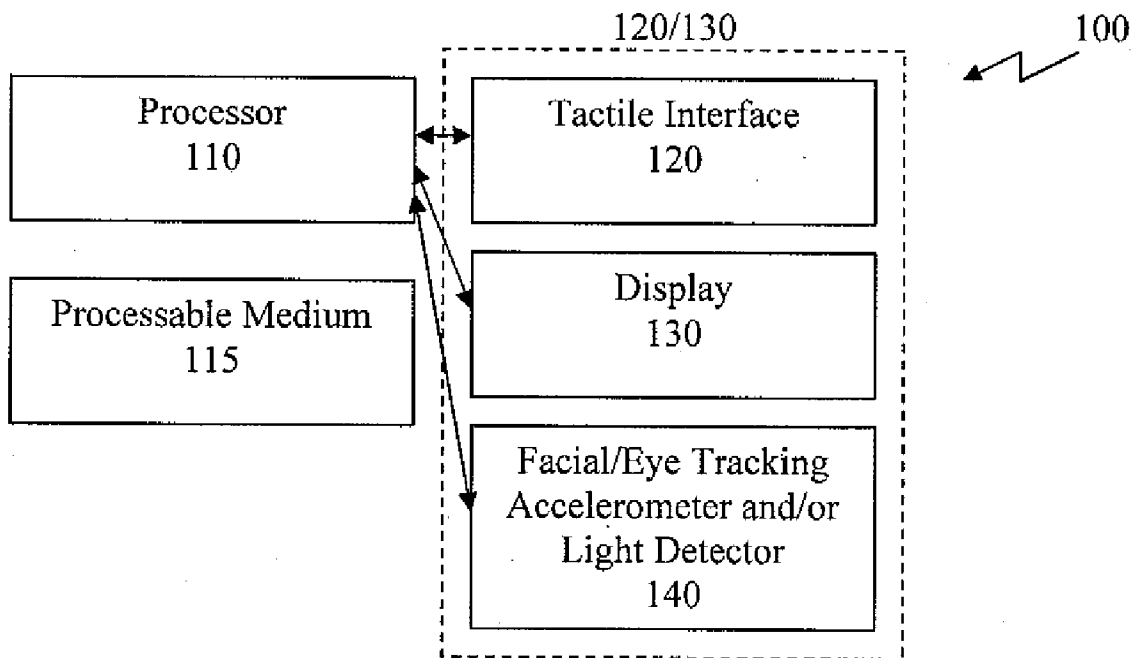 120/130
100
Processor
110
Tactile Interface
120
Processable Medium
115
Display
130
Facial/Eye Tracking
Accelerometer and/or
Light Detector
140